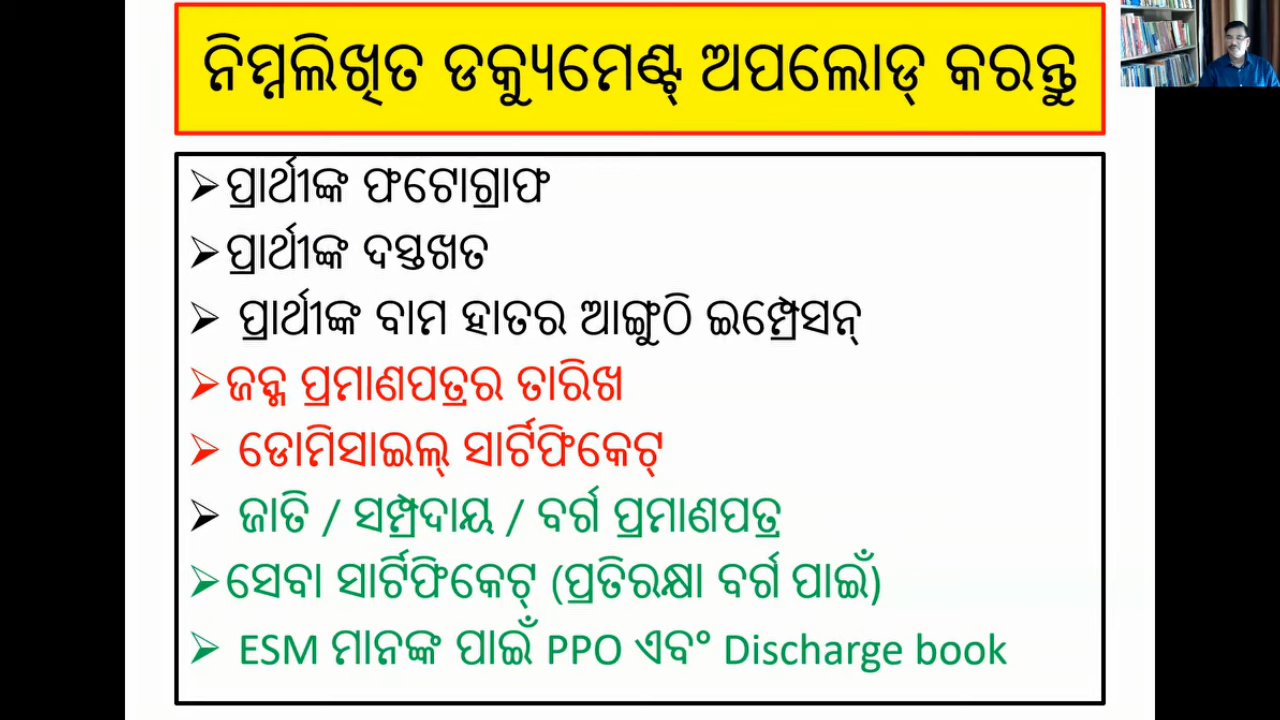 ନିମ୍ନଲିଖିତ ଡକ୍ୟୁମେଣ୍ଟ୍ ଅପଲୋଡ୍ କରନ୍ତୁ
➢ପ୍ରାର୍ଥୀଙ୍କ ଫଟୋଗ୍ରାଫ
➢ପ୍ରାର୍ଥୀଙ୍କ ଦସ୍ତଖତ
➢ ପ୍ରାର୍ଥୀଙ୍କ ବାମ ହାତର ଆଙ୍ଗୁଠି ଇମ୍ପ୍ରେସନ୍
➢ଜନ୍ମ ପ୍ରମାଣପତ୍ରର ତାରିଖ
➢ ଡୋମିସାଇଲ୍ ସାର୍ଟିଫିକେଟ୍
➢ ଜାତି / ସମ୍ପ୍ରଦାୟ / ବର୍ଗ ପ୍ରମାଣପତ୍ର
➢ସେବା ସାର୍ଟିଫିକେଟ୍ (ପ୍ରତିରକ୍ଷା ବର୍ଗ ପାଇଁ)
➢ ESM ମାନଙ୍କ ପାଇଁ PPO ଏବଂ Discharge book